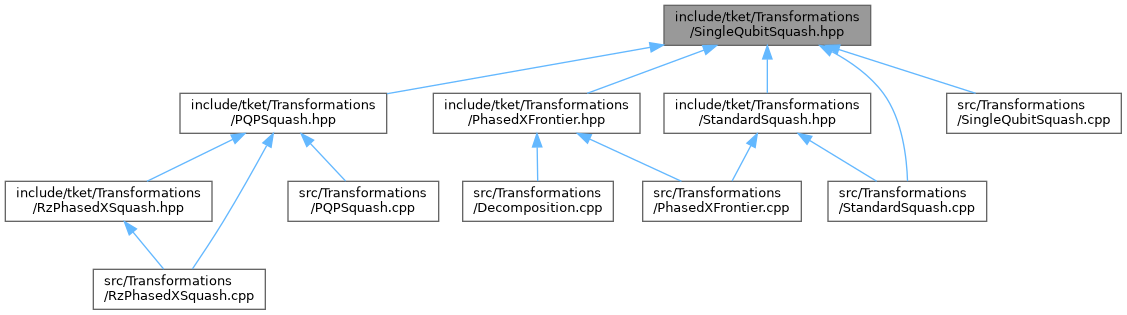 include/tket/Transformations
/SingleQubitSquash.hpp
include/tket/Transformations
/PQPSquash.hpp
include/tket/Transformations
/PhasedXFrontier.hpp
include/tket/Transformations
/StandardSquash.hpp
src/Transformations
/SingleQubitSquash.cpp
include/tket/Transformations
/RzPhasedXSquash.hpp
src/Transformations
/PQPSquash.cpp
src/Transformations
/Decomposition.cpp
src/Transformations
/PhasedXFrontier.cpp
src/Transformations
/StandardSquash.cpp
src/Transformations
/RzPhasedXSquash.cpp